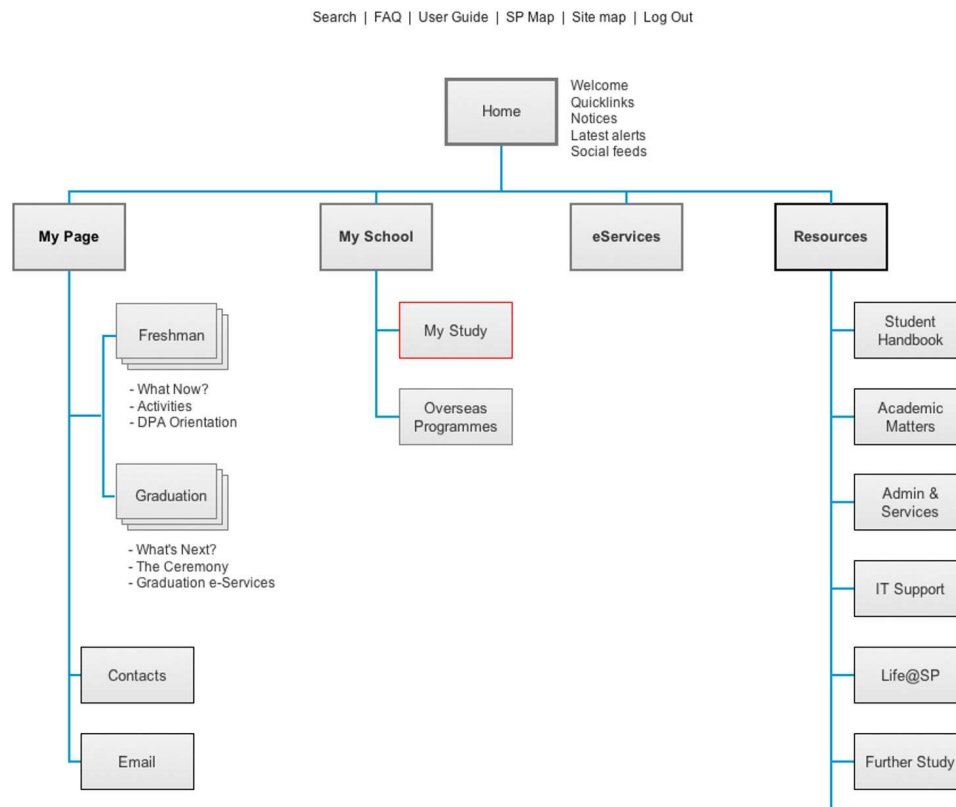 Search | FAQ | User Guide | SP Map | Site map | Log Out
Home
Welcome
Quicklinks
Notices
Latest alerts
Social feeds
My Page
My School
eServices
Resources
Freshman
- What Now?
- Activities
- DPA Orientation
Graduation
- What's Next?
- The Ceremony
- Graduation e-Services
Contacts
Email
My Study
Overseas
Programmes
Student
Handbook
Academic
Matters
Admin &
Services
IT Support
Life@SP
Further Study